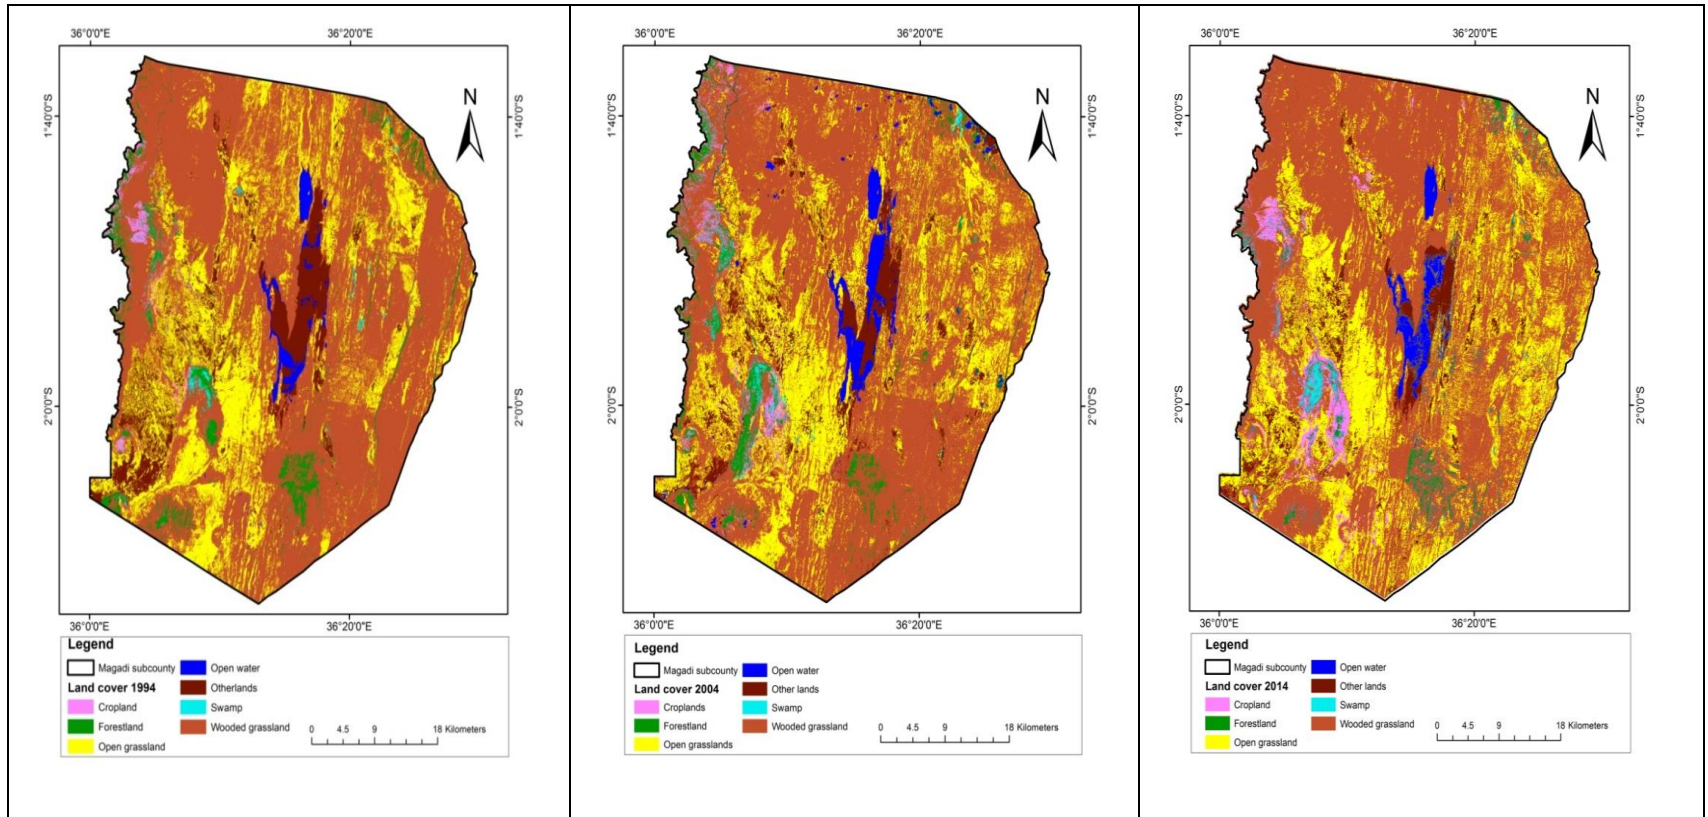 36°0'0"E 36°20'0"E
N
1°40'0"S 1°40'0"S
2°0'0"S 2°0'0"S
36°0'0"E 36°20'0"E
Legend
Magadi subcounty Open water
Land cover 1994 Otherlands
Cropland Swamp
Forestland Wooded grassland
Open grassland
0 4.5 9 18 Kilometers
36°0'0"E 36°20'0"E
N
1°40'0"S 1°40'0"S
2°0'0"S 2°0'0"S
36°0'0"E 36°20'0"E
Legend
Magadi subcounty Open water
Land cover 2004 Other lands
Croplands Swamp
Forestland Wooded grassland
Open grasslands
0 4.5 9 18 Kilometers
36°0'0"E 36°20'0"E
N
1°40'0"S 1°40'0"S
2°0'0"S 2°0'0"S
36°0'0"E 36°20'0"E
Legend
Magadi subcounty Open water
Land cover 2014 Other lands
Cropland Swamp
Forestland Wooded grassland
Open grassland
0 4.5 9 18 Kilometers